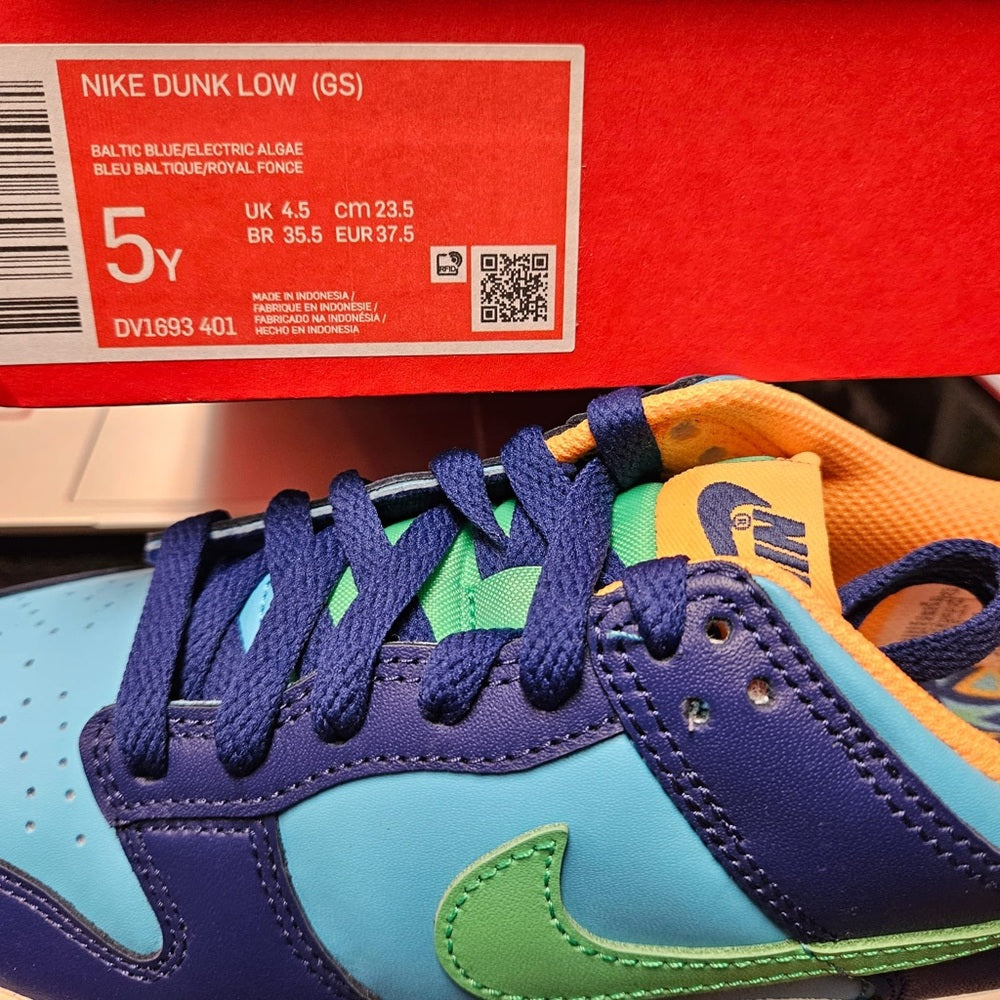 NIKE DUNK LOW (GS)
BALTIC BLUE/ELECTRIC ALGAE
BLEU BALTIQUE/ROYAL FONCE
5Y
UK 4.5 cm 23.5
BR 35.5 EUR 37.5
RFID
DV1693 401
MADE IN INDONESIA /
FABRIQUE EN INDONESIE /
FABRICADO NA INDONÉSIA /
HECHO EN INDONESIA
®